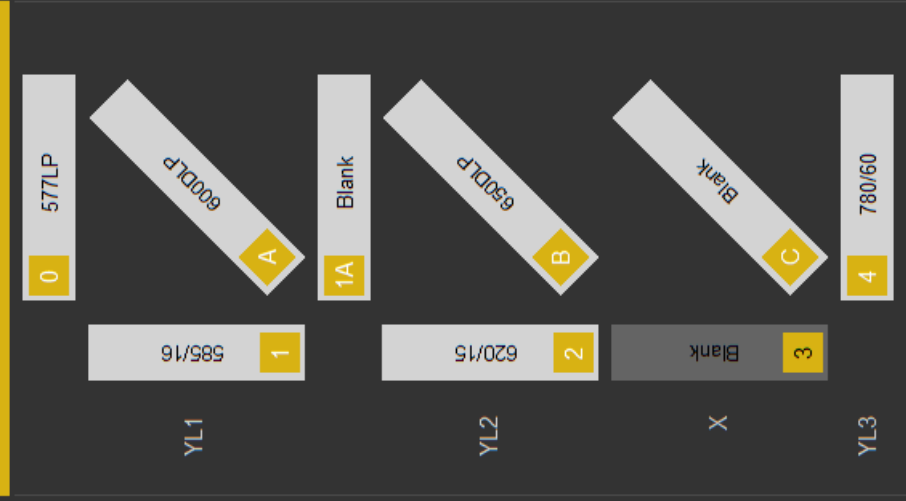 577LP
0
600DLP
A
Blank
1A
650DLP
B
Blank
C
780/60
4
585/16
1
620/15
2
Blank
3
YL1
YL2
X
YL3